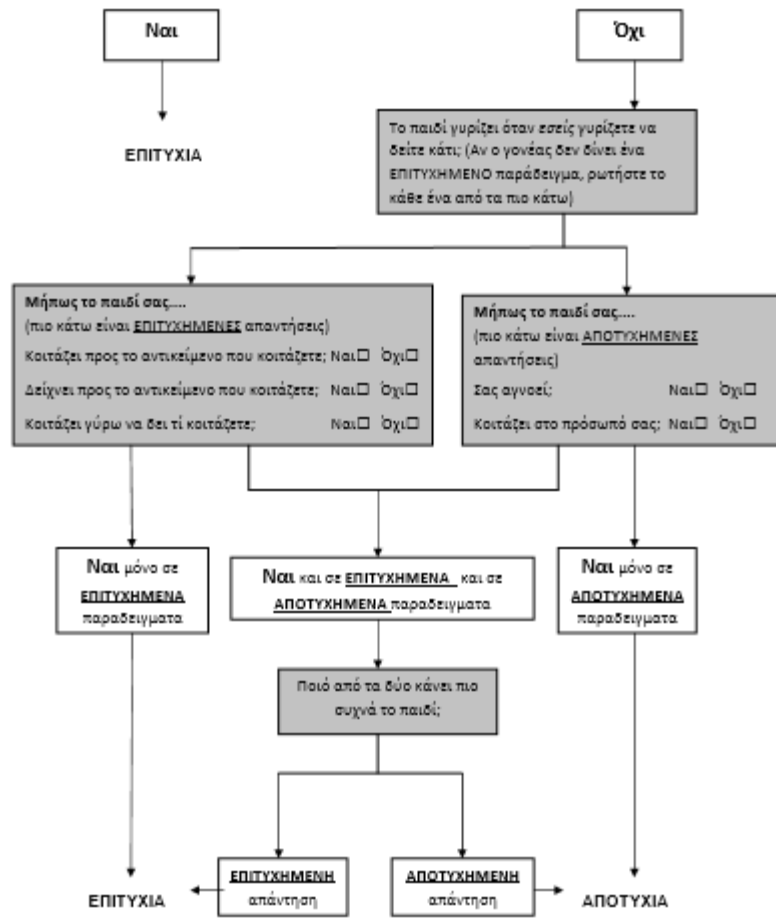 Ναι
Όχι
ΕΠΙΤΥΧΙΑ
Το παιδί γυρίζει όταν εσείς γυρίζετε να
δείτε κάτι; (Αν ο γονέας δεν δίνει ένα
ΕΠΙΤΥΧΗΜΕΝΟ παράδειγμα, ρωτήστε το
κάθε ένα από τα πιο κάτω)
Μήπως το παιδί σας....
(πιο κάτω είναι ΕΠΙΤΥΧΗΜΕΝΕΣ απαντήσεις)
Κοιτάζει προς το αντικείμενο που κοιτάζετε; Ναι☐ Όχι☐
Δείχνει προς το αντικείμενο που κοιτάζετε; Ναι☐ Όχι☐
Κοιτάζει γύρω να δει τί κοιτάζετε; Ναι☐ Όχι☐
Μήπως το παιδί σας....
(πιο κάτω είναι ΑΠΟΤΥΧΗΜΕΝΕΣ
απαντήσεις)
Σας αγνοεί; Ναι☐ Όχι☐
Κοιτάζει στο πρόσωπό σας; Ναι☐ Όχι☐
Ναι μόνο σε
ΕΠΙΤΥΧΗΜΕΝΑ
παραδειγματα
Ναι και σε ΕΠΙΤΥΧΗΜΕΝΑ και σε
ΑΠΟΤΥΧΗΜΕΝΑ παραδειγματα
Ναι μόνο σε
ΑΠΟΤΥΧΗΜΕΝΑ
παραδειγματα
Ποιό από τα δύο κάνει πιο
συχνά το παιδί;
ΕΠΙΤΥΧΗΜΕΝΗ
απάντηση
ΑΠΟΤΥΧΗΜΕΝΗ
απάντηση
ΕΠΙΤΥΧΙΑ
ΑΠΟΤΥΧΙΑ